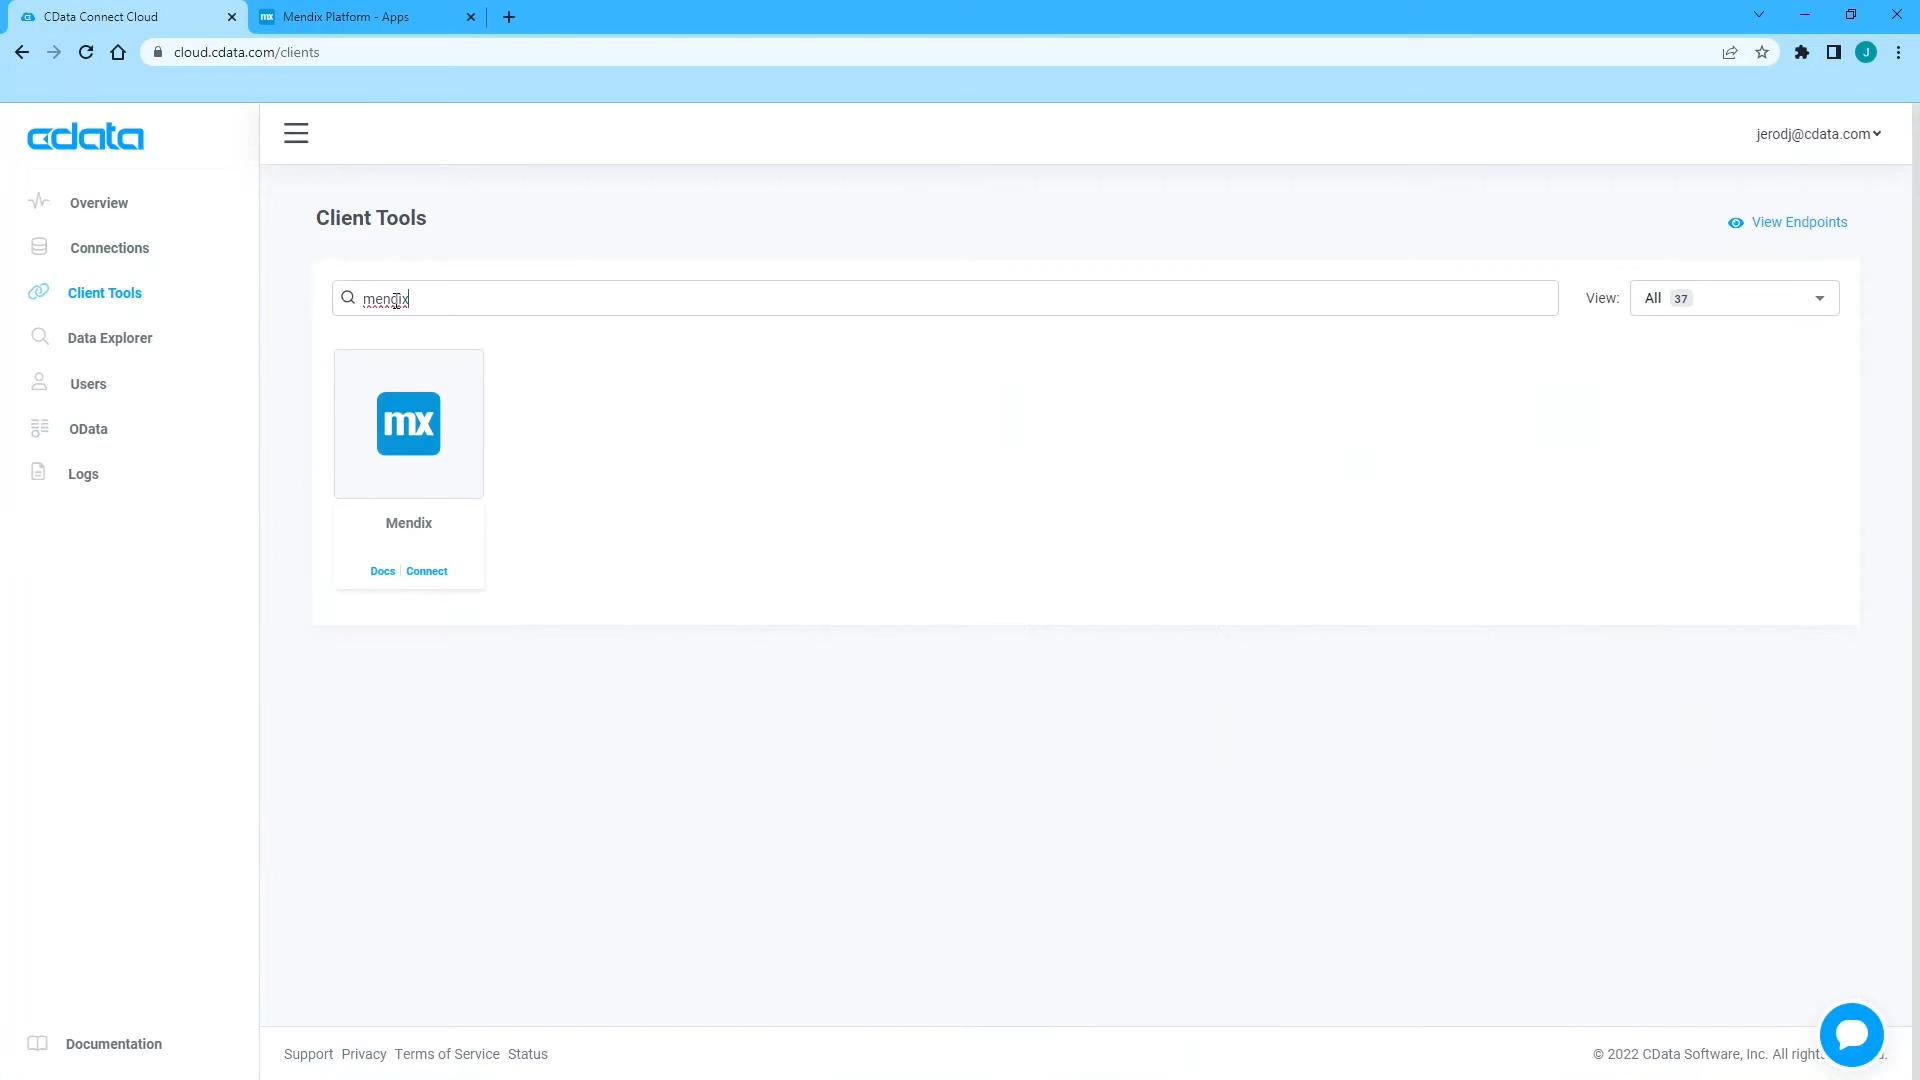 CData Connect Cloud
mx Mendix Platform - Apps
cloud.cdata.com/clients
J
cdata
jerodj@cdata.com
Overview
Connections
Client Tools
Data Explorer
Users
OData
Logs
Documentation
Client Tools
View Endpoints
mendix
View: All 37
mx
Mendix
Docs Connect
Support Privacy Terms of Service Status
© 2022 CData Software, Inc. All